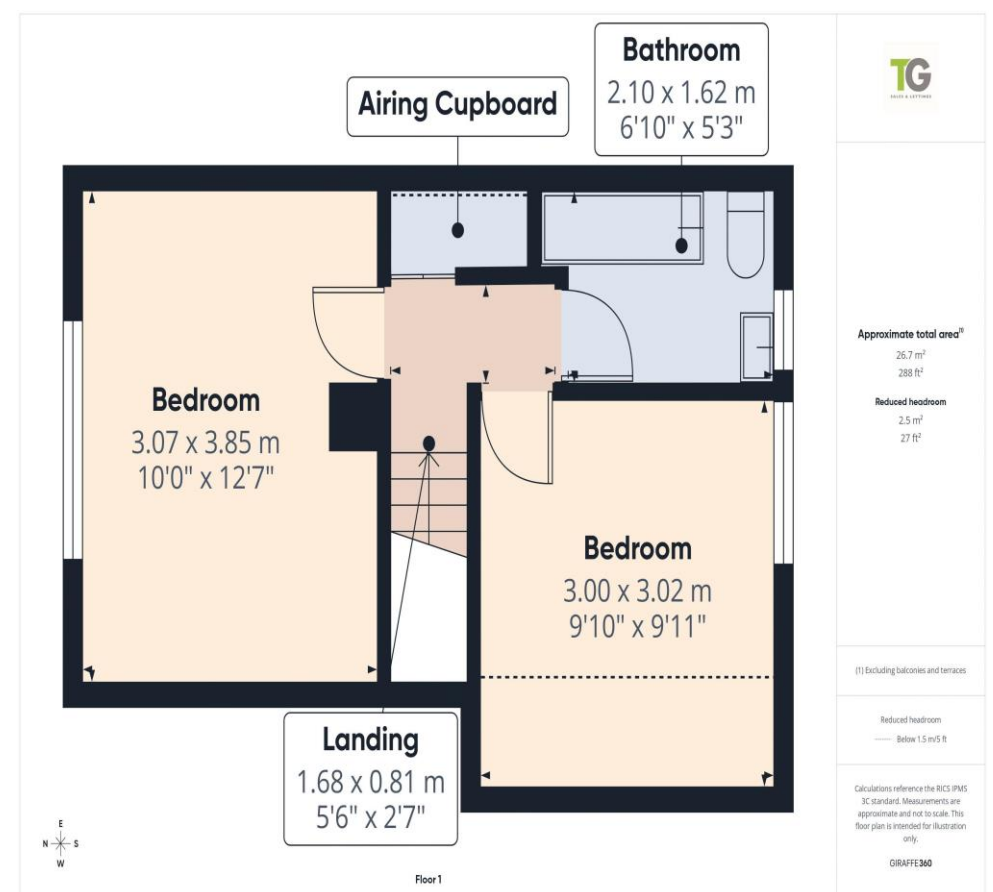 Bathroom
2.10 x 1.62 m
6'10" x 5'3"
Airing Cupboard
Bedroom
3.07 x 3.85 m
10'0" x 12'7"
Bedroom
3.00 x 3.02 m
9'10" x 9'11"
Landing
1.68 x 0.81 m
5'6" x 2'7"
E
N S
W
Floor 1
TG
SALES & LETTINGS
Approximate total area(1)
26.7 m²
288 ft²
Reduced headroom
2.5 m²
27 ft²
(1) Excluding balconies and terraces
Reduced headroom
Below 1.5 m/5 ft
Calculations reference the RICS IPMS
3C standard. Measurements are
approximate and not to scale. This
floor plan is intended for illustration
only.
GIRAFFE360